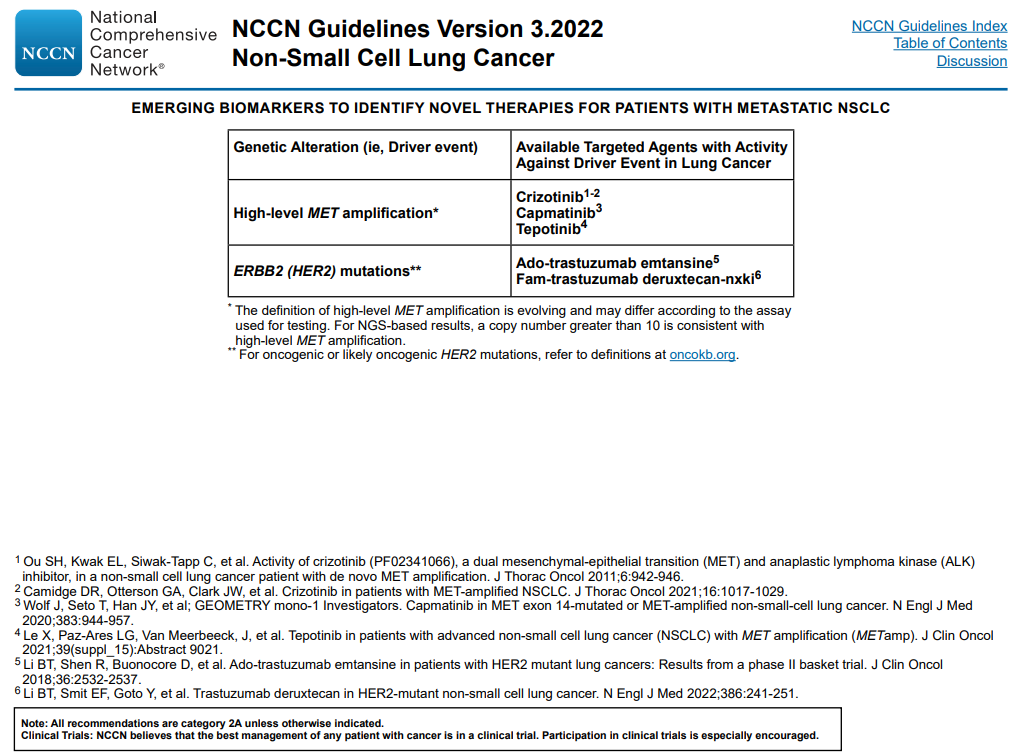 National
Comprehensive
Cancer
Network®
NCCN
NCCN Guidelines Version 3.2022
Non-Small Cell Lung Cancer
NCCN Guidelines Index
Table of Contents
Discussion
EMERGING BIOMARKERS TO IDENTIFY NOVEL THERAPIES FOR PATIENTS WITH METASTATIC NSCLC
Genetic Alteration (ie, Driver event)
Available Targeted Agents with Activity
Against Driver Event in Lung Cancer
High-level MET amplification*
Crizotinib1-2
Capmatinib3
Tepotinib4
ERBB2 (HER2) mutations**
Ado-trastuzumab emtansine5
Fam-trastuzumab deruxtecan-nxki6
* The definition of high-level MET amplification is evolving and may differ according to the assay
used for testing. For NGS-based results, a copy number greater than 10 is consistent with
high-level MET amplification.
** For oncogenic or likely oncogenic HER2 mutations, refer to definitions at oncokb.org.
1 Ou SH, Kwak EL, Siwak-Tapp C, et al. Activity of crizotinib (PF02341066), a dual mesenchymal-epithelial transition (MET) and anaplastic lymphoma kinase (ALK)
inhibitor, in a non-small cell lung cancer patient with de novo MET amplification. J Thorac Oncol 2011;6:942-946.
2 Camidge DR, Otterson GA, Clark JW, et al. Crizotinib in patients with MET-amplified NSCLC. J Thorac Oncol 2021;16:1017-1029.
3 Wolf J, Seto T, Han JY, et al; GEOMETRY mono-1 Investigators. Capmatinib in MET exon 14-mutated or MET-amplified non-small-cell lung cancer. N Engl J Med
2020;383:944-957.
4 Le X, Paz-Ares LG, Van Meerbeeck, J, et al. Tepotinib in patients with advanced non-small cell lung cancer (NSCLC) with MET amplification (METamp). J Clin Oncol
2021;39(suppl_15):Abstract 9021.
5 Li BT, Shen R, Buonocore D, et al. Ado-trastuzumab emtansine in patients with HER2 mutant lung cancers: Results from a phase II basket trial. J Clin Oncol
2018;36:2532-2537.
6 Li BT, Smit EF, Goto Y, et al. Trastuzumab deruxtecan in HER2-mutant non-small cell lung cancer. N Engl J Med 2022;386:241-251.
Note: All recommendations are category 2A unless otherwise indicated.
Clinical Trials: NCCN believes that the best management of any patient with cancer is in a clinical trial. Participation in clinical trials is especially encouraged.